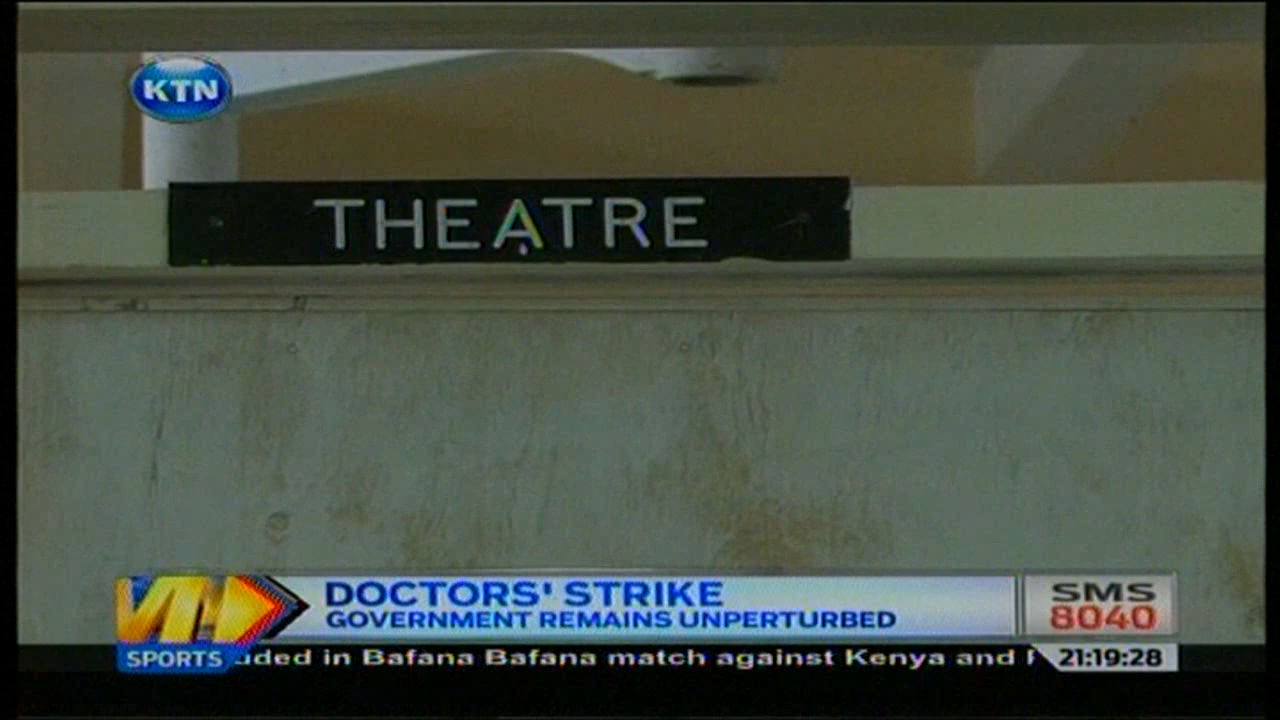 KTN
THEATRE
DOCTORS' STRIKE
GOVERNMENT REMAINS UNPERTURBED
SMS
8040
SPORTS
in Bafana Bafana match against Kenya and
21:19:28